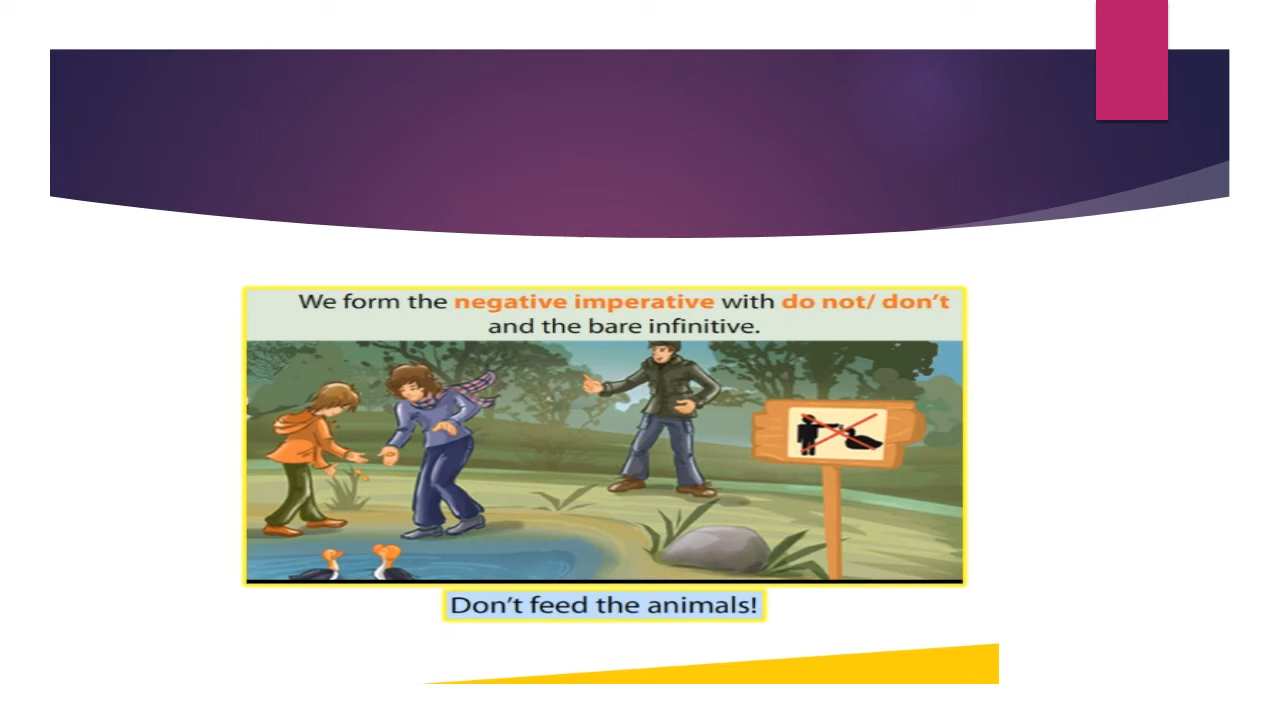 We form the negative imperative with do not/ don't
and the bare infinitive.
Don't feed the animals!